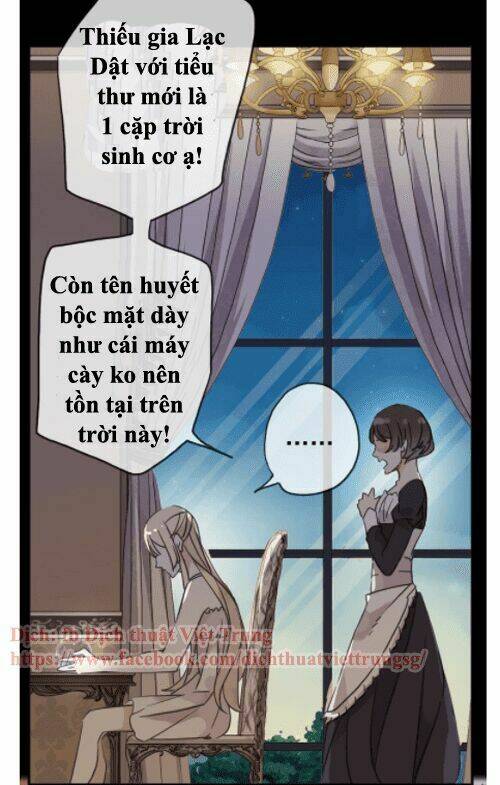 Thiếu gia Lạc
Dật với tiểu
thư mới là
1 cặp trời
sinh cơ ạ!
Còn tên huyết
bộc mặt dày
như cái máy
cày ko nên
tồn tại trên
trời này!
......
Dịch: 2b Dich thuật Việt Trung
https://www.facebook.com/dichthuatviettrungsg/